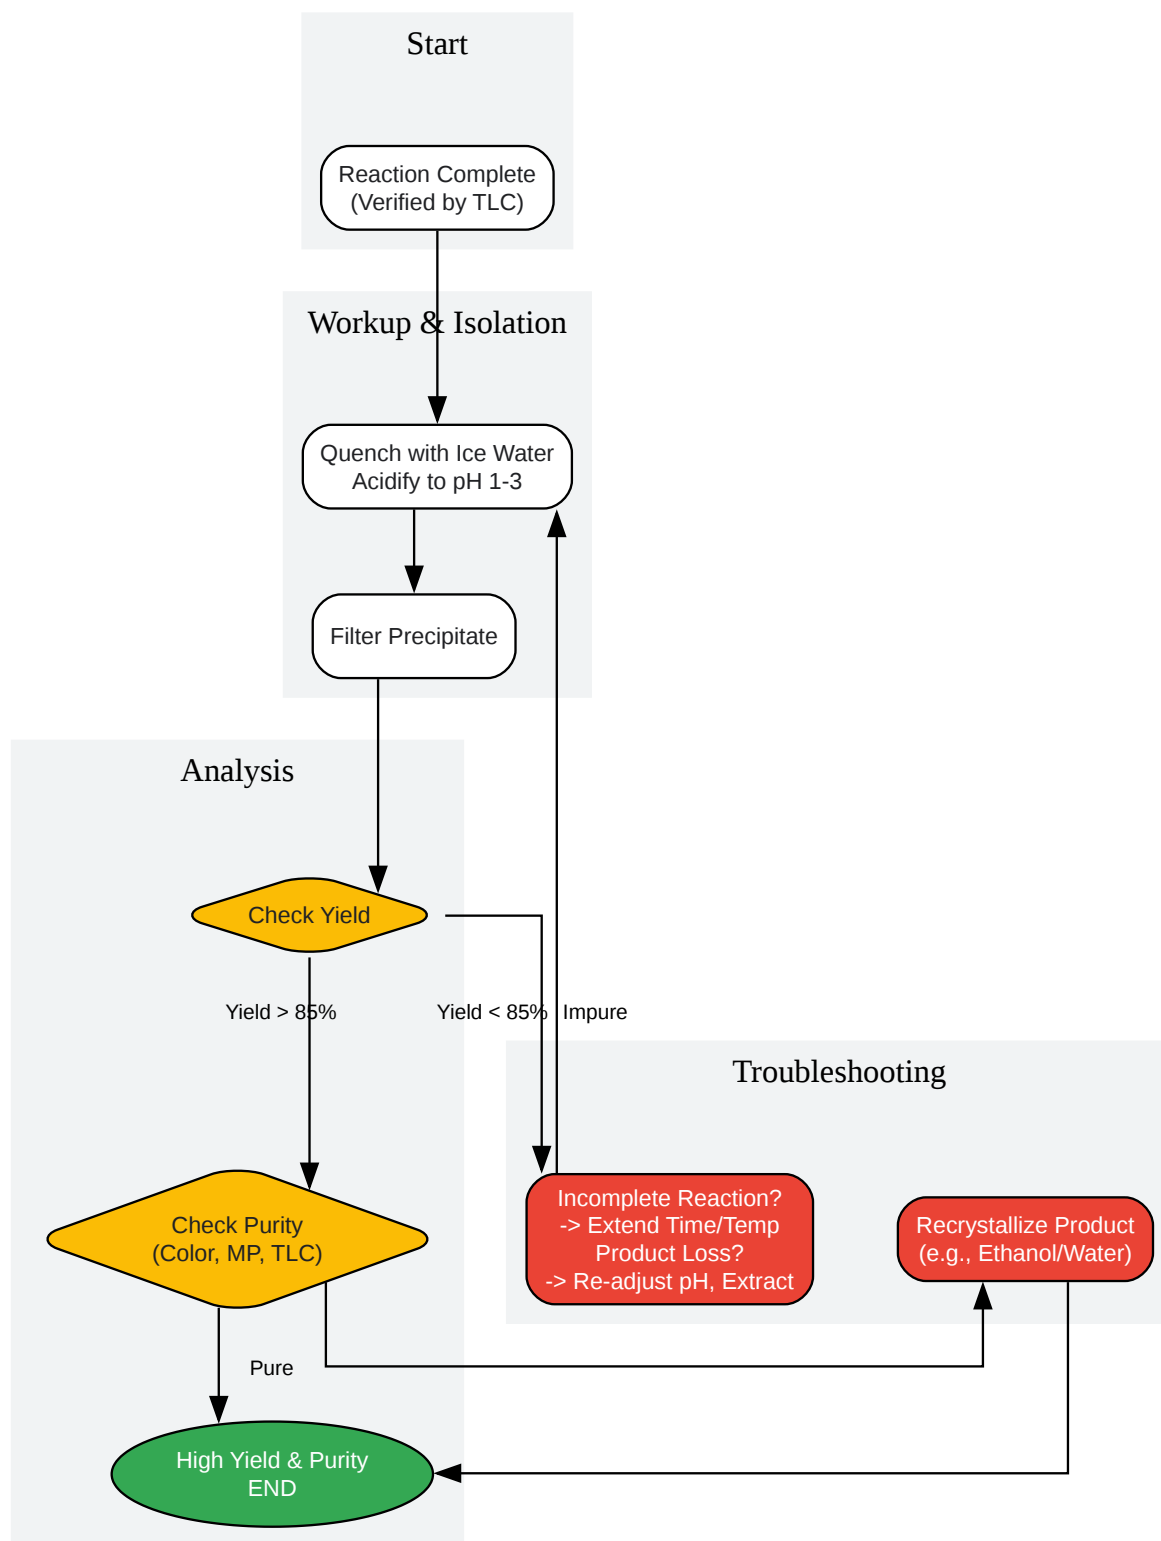 Start
Reaction Complete
(Verified by TLC)
Workup & Isolation
Quench with Ice Water
Acidify to pH 1-3
Filter Precipitate
Analysis
Check Yield
Yield > 85%
Yield < 85%
Impure
Troubleshooting
Check Purity
(Color, MP, TLC)
Incomplete Reaction?
-> Extend Time/Temp
Product Loss?
-> Re-adjust pH, Extract
Recrystallize Product
(e.g., Ethanol/Water)
Pure
High Yield & Purity
END